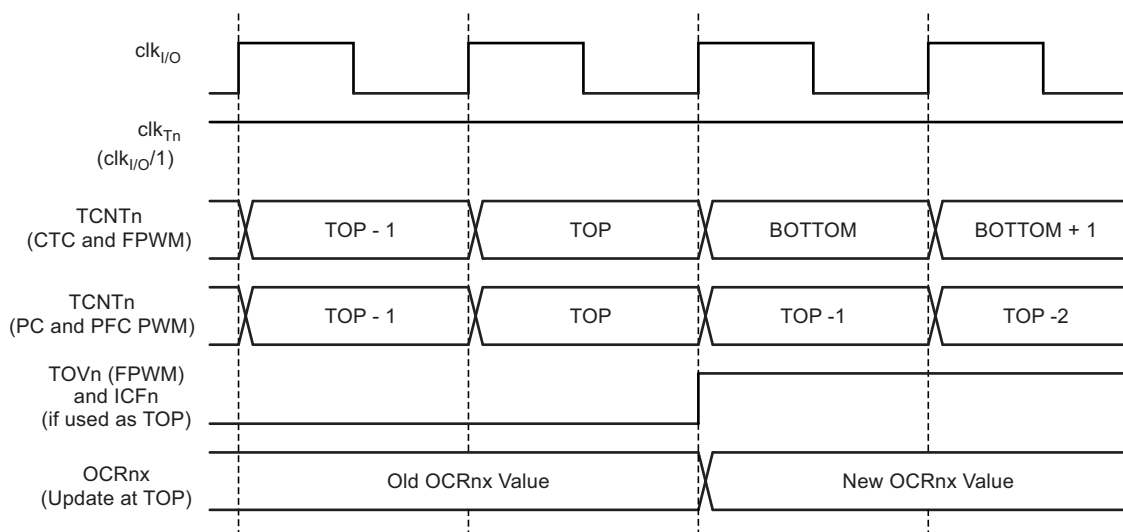 clkI/O
clkTn
(clkI/O/1)
TCNTn
(CTC and FPWM)
TOP - 1
TOP
BOTTOM
BOTTOM + 1
TCNTn
(PC and PFC PWM)
TOP - 1
TOP
TOP -1
TOP -2
TOVn (FPWM)
and ICFn
(if used as TOP)
OCRnx
(Update at TOP)
Old OCRnx Value
New OCRnx Value